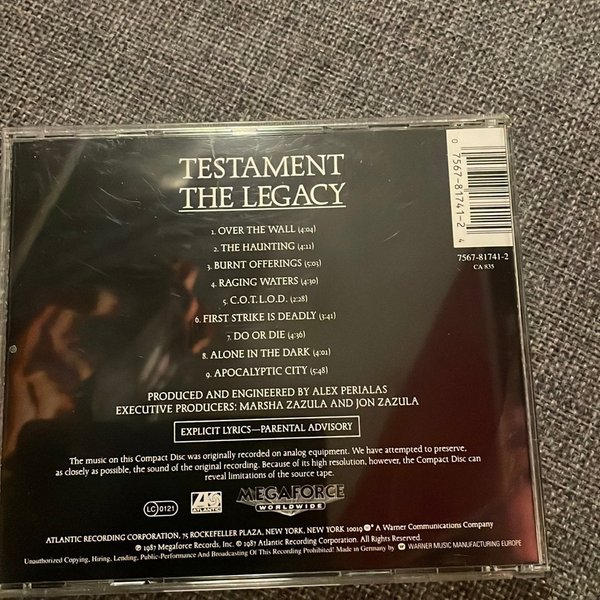 TESTAMENT
THE LEGACY
1. OVER THE WALL (4:04)
2. THE HAUNTING (4:11)
3. BURNT OFFERINGS (5:03)
4. RAGING WATERS (4:30)
5. C.O.T.L.O.D. (2:28)
6. FIRST STRIKE IS DEADLY (3:41)
7. DO OR DIE (4:36)
8. ALONE IN THE DARK (4:01)
9. APOCALYPTIC CITY (5:48)
PRODUCED AND ENGINEERED BY ALEX PERIALAS
EXECUTIVE PRODUCERS: MARSHA ZAZULA AND JON ZAZULA
EXPLICIT LYRICS—PARENTAL ADVISORY
The music on this Compact Disc was originally recorded on analog equipment. We have attempted to preserve,
as closely as possible, the sound of the original recording. Because of its high resolution, however, the Compact Disc can
reveal limitations of the source tape.
LC 0121
ATLANTIC
MEGAFORCE
WORLDWIDE
ATLANTIC RECORDING CORPORATION, 75 ROCKEFELLER PLAZA, NEW YORK, NEW YORK 10019 A Warner Communications Company
℗ 1987 Megaforce Records, Inc. © 1987 Atlantic Recording Corporation. All Rights Reserved.
Unauthorized Copying, Hiring, Lending, Public-Performance And Broadcasting Of This Recording Prohibited! Made in Germany by WARNER MUSIC MANUFACTURING EUROPE
0 7567-81741-2 4
7567-81741-2
CA 835